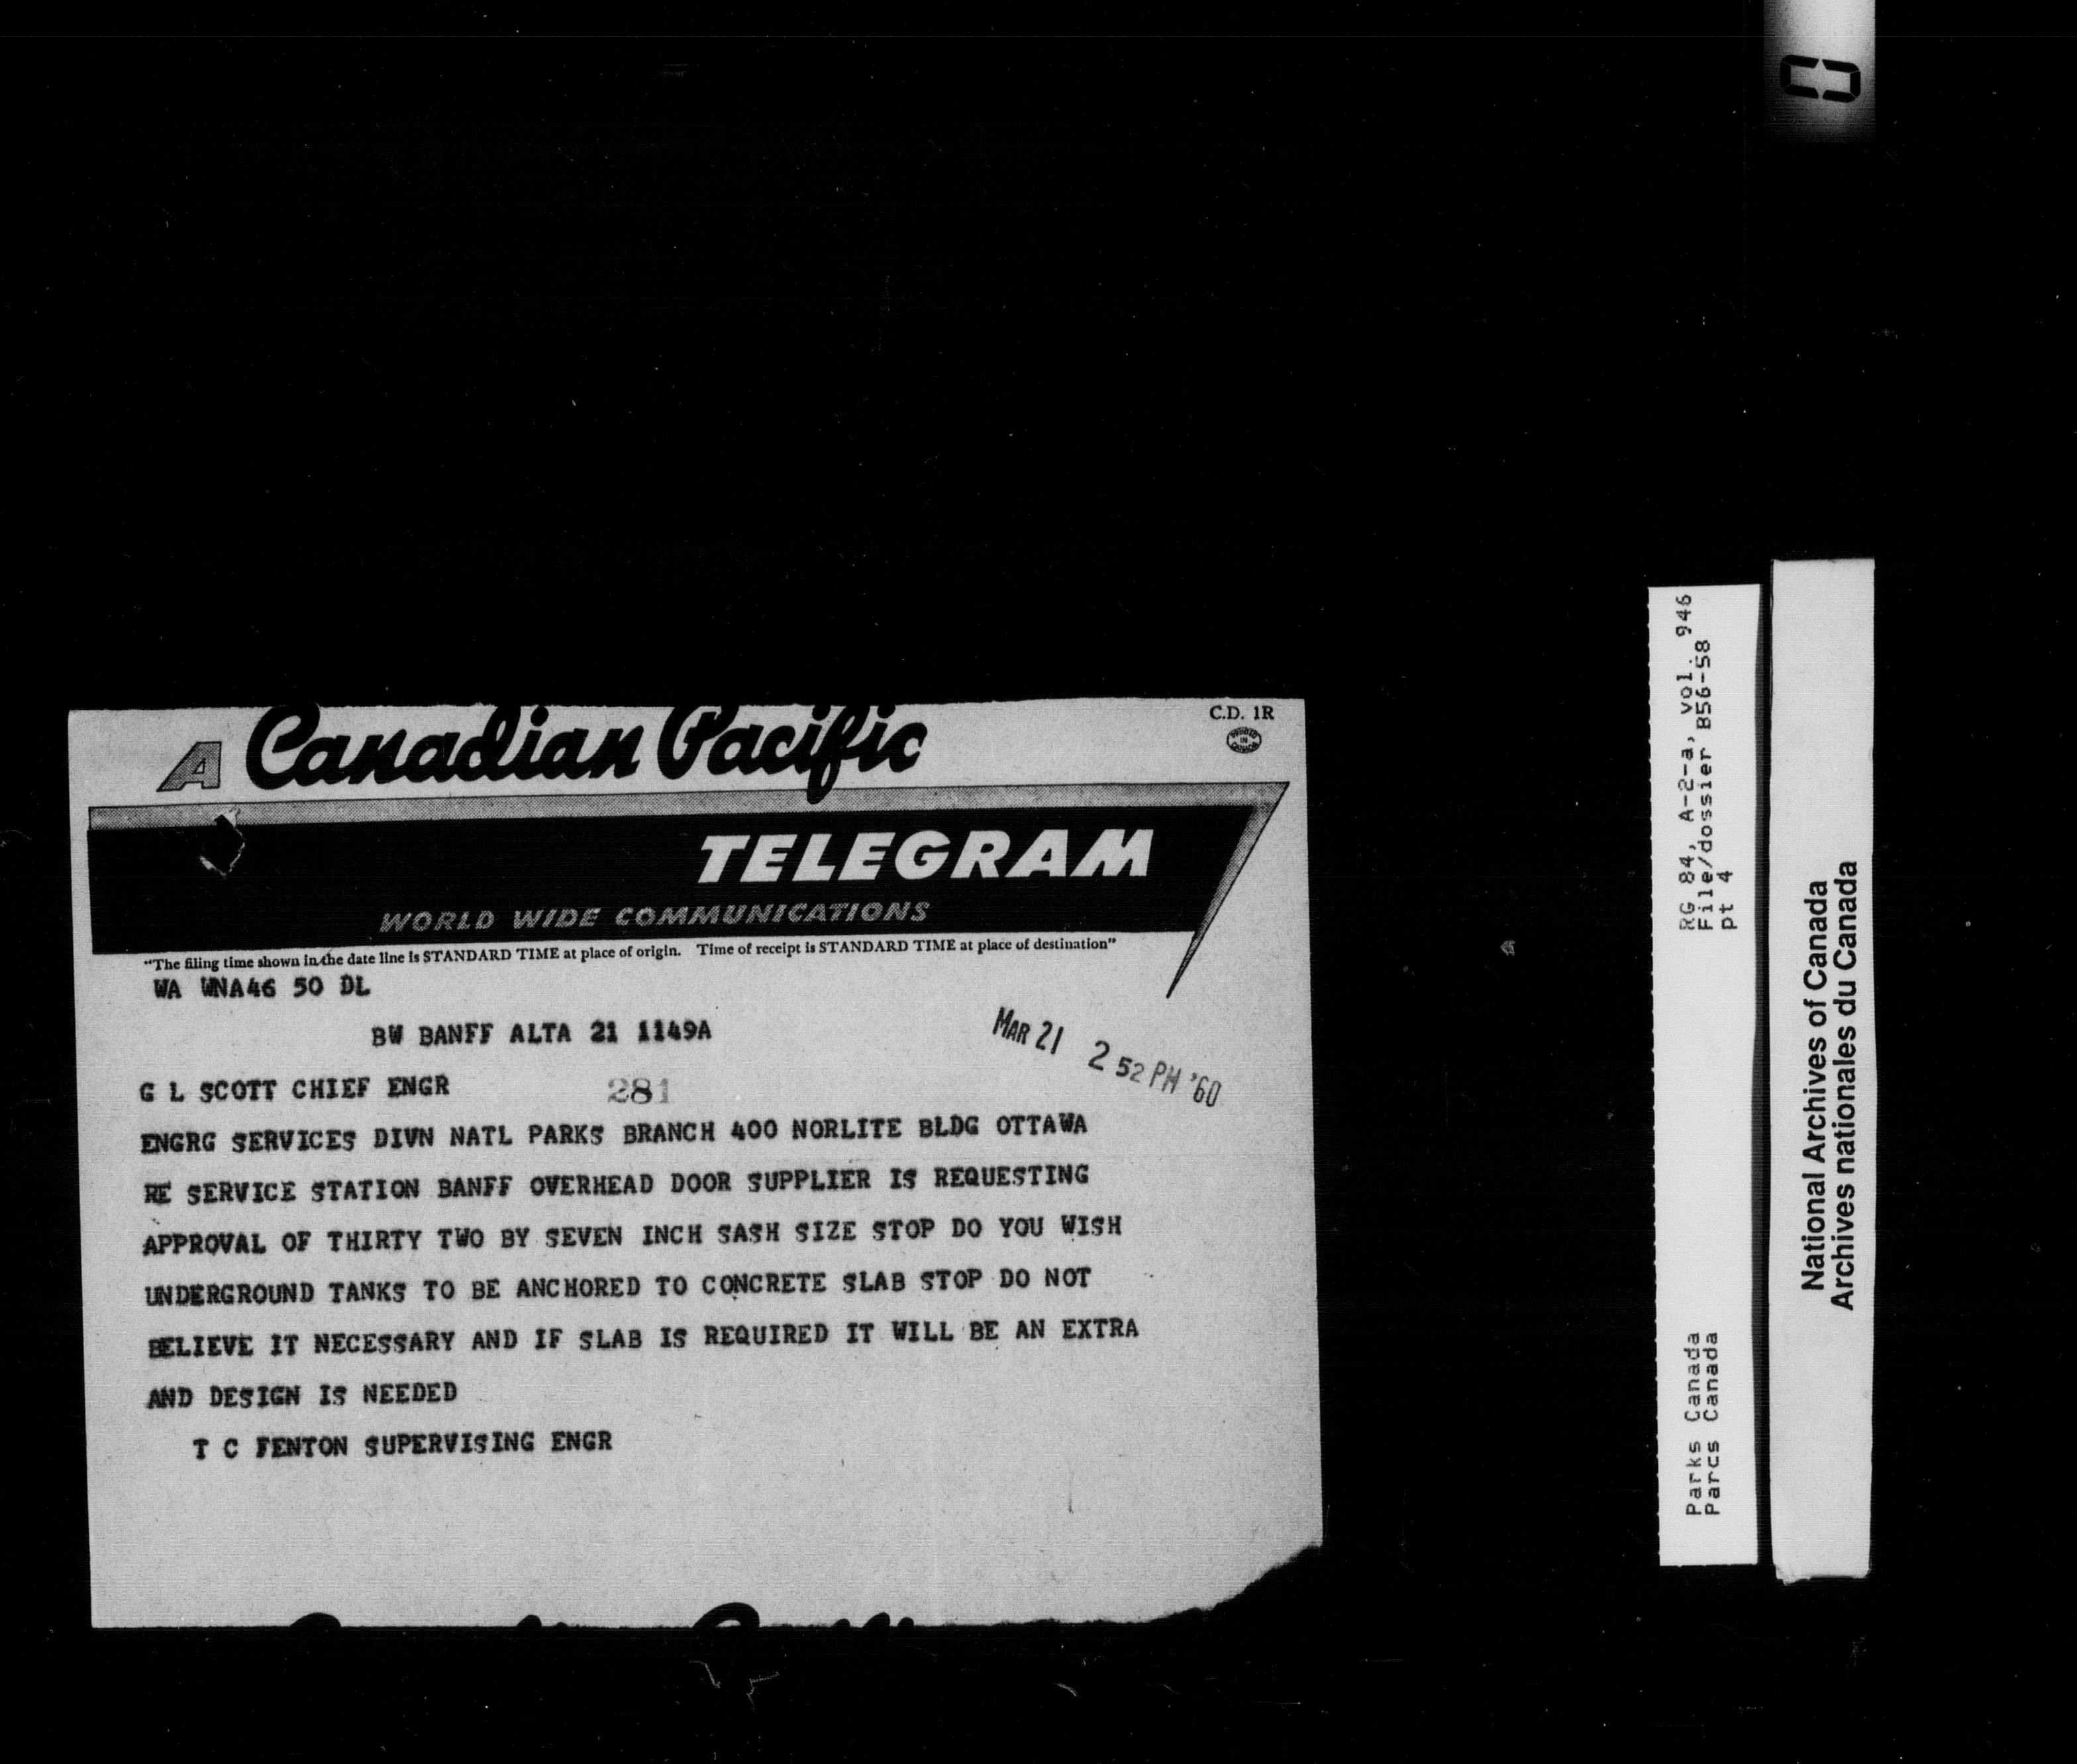 C.D. 1R
A Canadian Pacific
TELEGRAM
WORLD WIDE COMMUNICATIONS
"The filing time shown in the date line is STANDARD TIME at place of origin. Time of receipt is STANDARD TIME at place of destination"
WA WNA46 50 DL
BW BANFF ALTA 21 1149A
MAR 21 2 52 PM '60
G L SCOTT CHIEF ENGR
281
ENGRG SERVICES DIVN NATL PARKS BRANCH 400 NORLITE BLDG OTTAWA
RE SERVICE STATION BANFF OVERHEAD DOOR SUPPLIER IS REQUESTING
APPROVAL OF THIRTY TWO BY SEVEN INCH SASH SIZE STOP DO YOU WISH
UNDERGROUND TANKS TO BE ANCHORED TO CONCRETE SLAB STOP DO NOT
BELIEVE IT NECESSARY AND IF SLAB IS REQUIRED IT WILL BE AN EXTRA
AND DESIGN IS NEEDED
T C FENTON SUPERVISING ENGR
RG 84, A-2-a, vol. 946
File/dossier B56-58
pt 4
Parks Canada
Parcs Canada
National Archives of Canada
Archives nationales du Canada
0